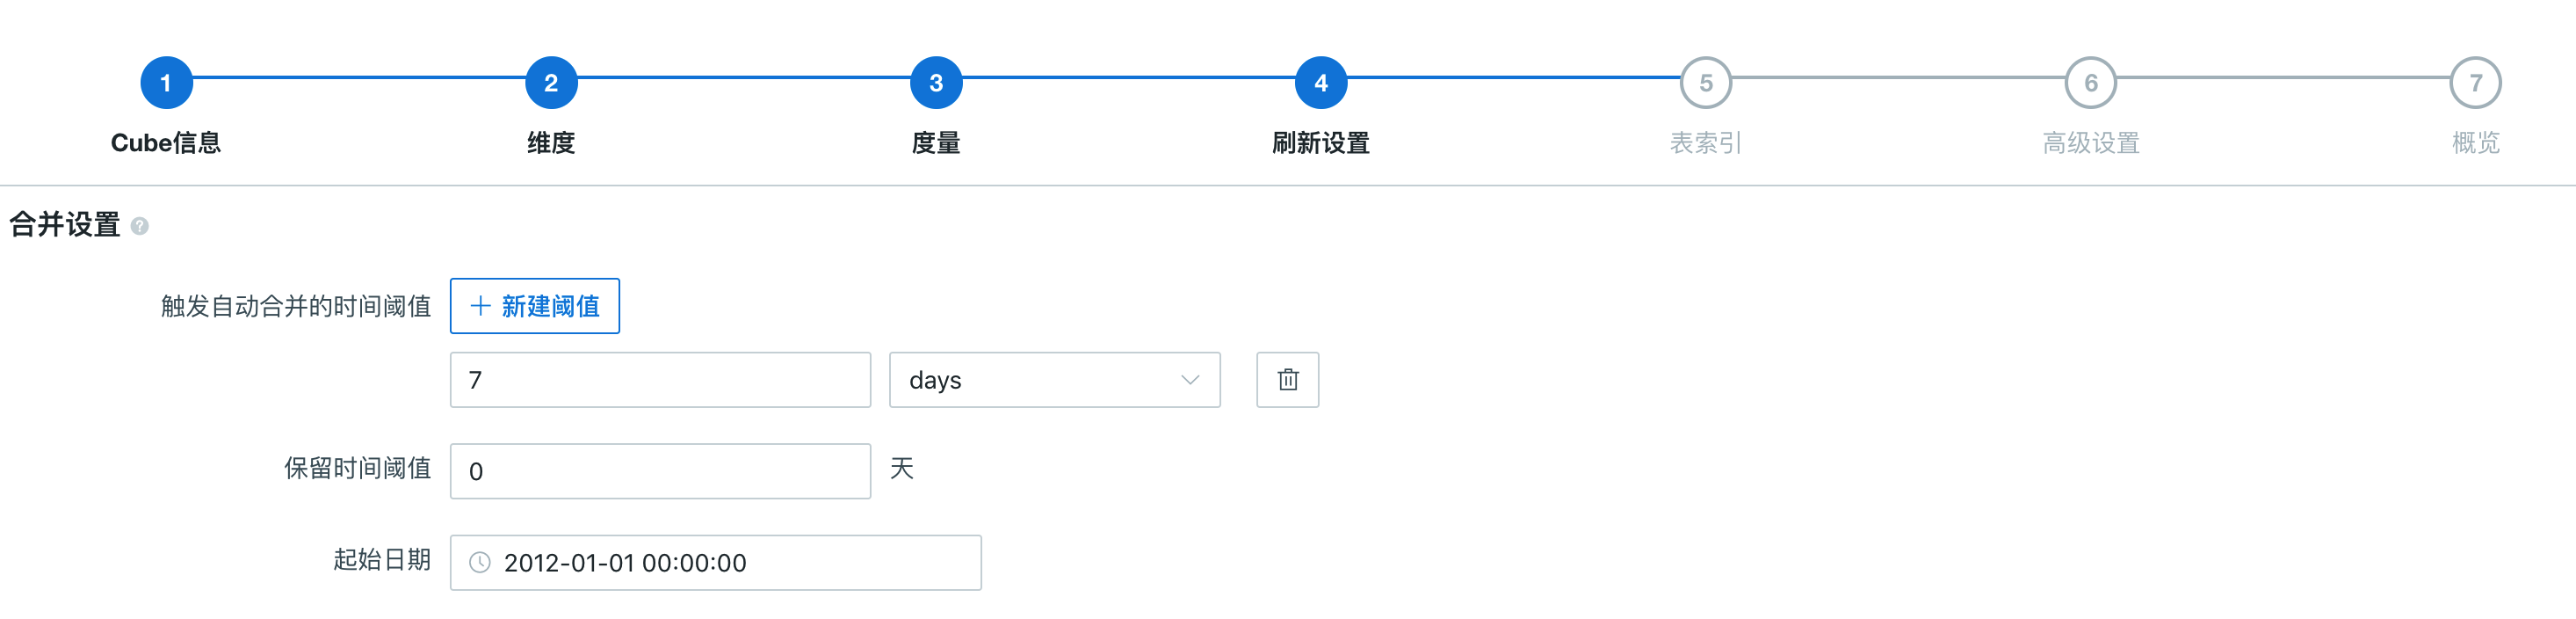 1 2 3 4 5 6 7
Cube信息 维度 度量 刷新设置 表索引 高级设置 概览
合并设置 ?
触发自动合并的时间阈值 + 新建阈值
7 days
保留时间阈值 0 天
起始日期 2012-01-01 00:00:00